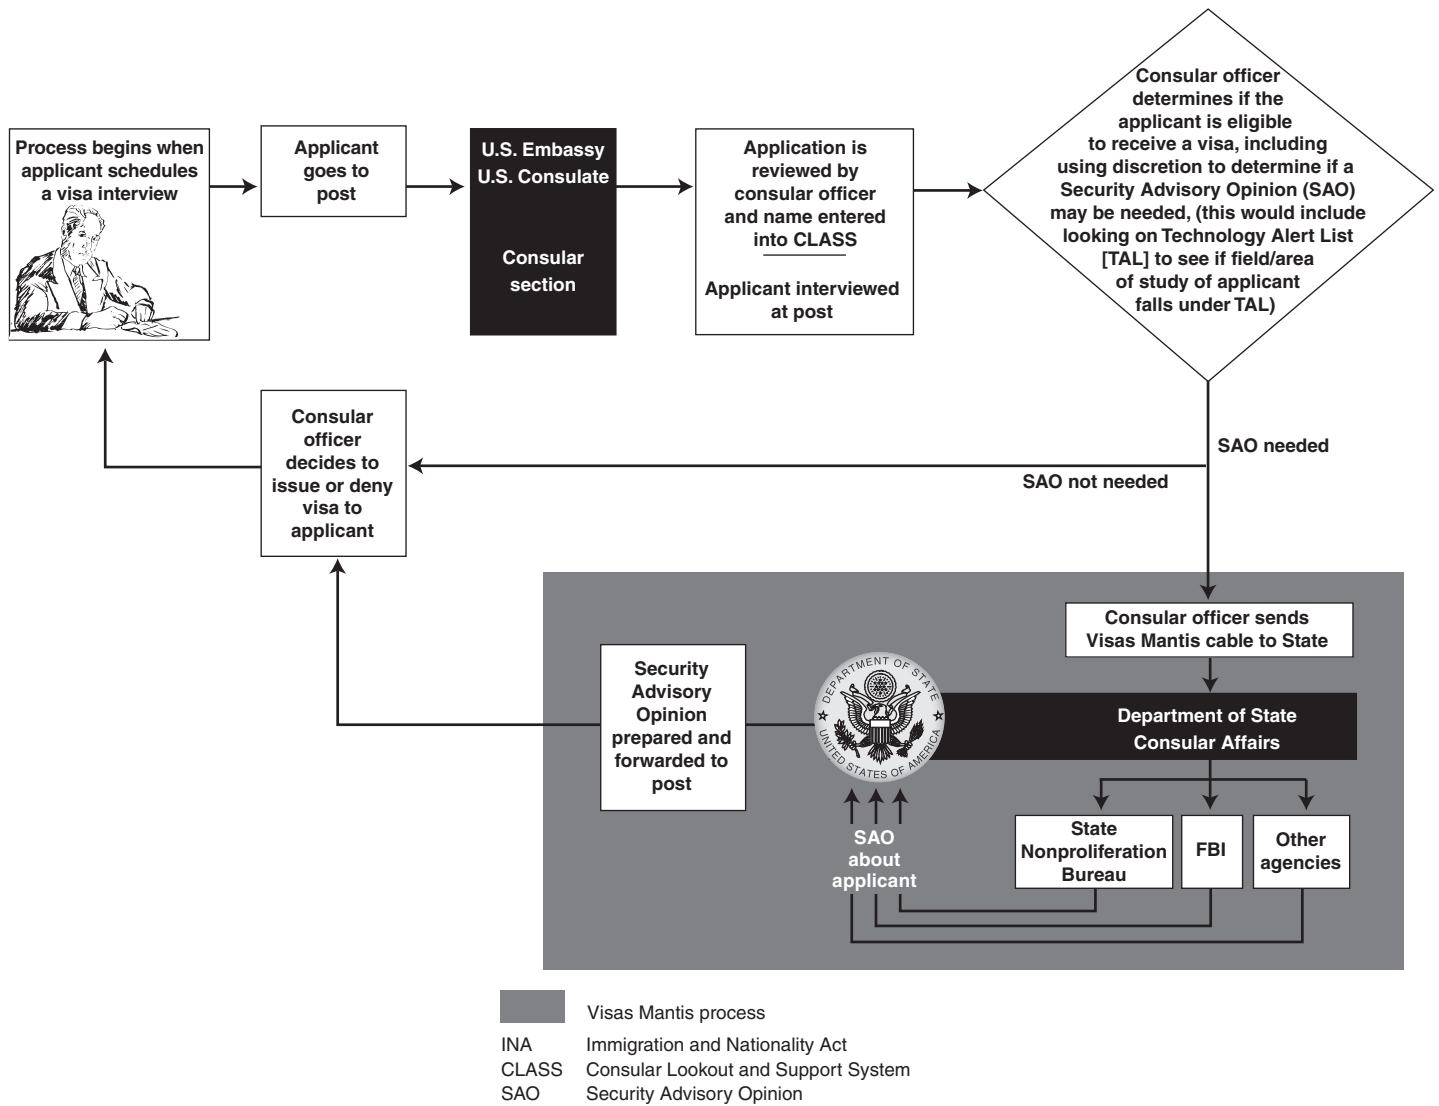 Process begins when
applicant schedules
a visa interview
Applicant
goes to
post
U.S. Embassy
U.S. Consulate
Consular
section
Application is
reviewed by
consular officer
and name entered
into CLASS
Applicant interviewed
at post
Consular officer
determines if the
applicant is eligible
to receive a visa, including
using discretion to determine if a
Security Advisory Opinion (SAO)
may be needed, (this would include
looking on Technology Alert List
[TAL] to see if field/area
of study of applicant
falls under TAL)
SAO needed
SAO not needed
Consular
officer
decides to
issue or deny
visa to
applicant
Consular officer sends
Visas Mantis cable to State
Department of State
Consular Affairs
DEPARTMENT OF STATE
UNITED STATES OF AMERICA
Security
Advisory
Opinion
prepared and
forwarded to
post
State
Nonproliferation
Bureau
FBI
Other
agencies
SAO
about
applicant
Visas Mantis process
INA Immigration and Nationality Act
CLASS Consular Lookout and Support System
SAO Security Advisory Opinion